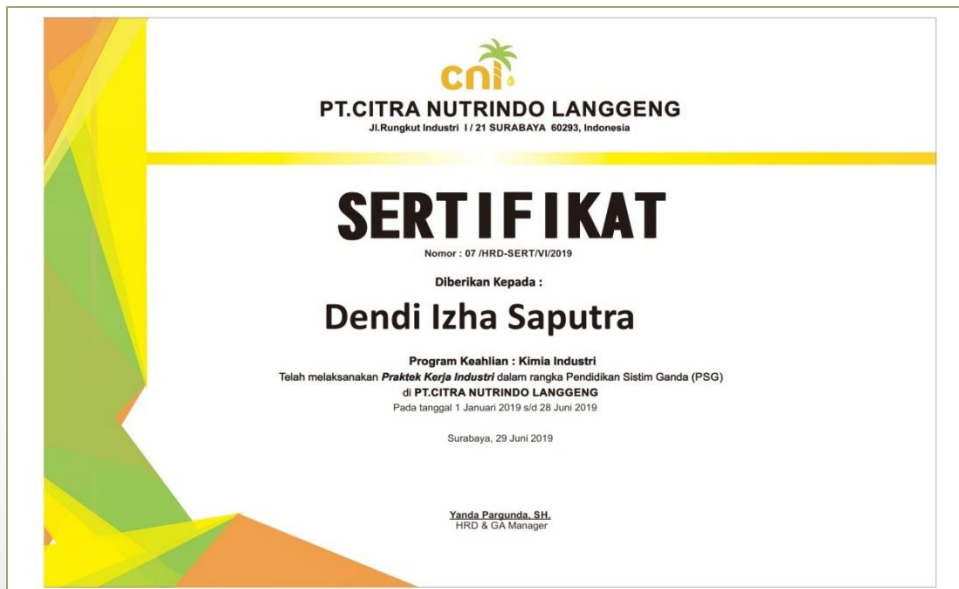 cnl
PT.CITRA NUTRINDO LANGGENG
Jl.Rungkut Industri I / 21 SURABAYA 60293, Indonesia
SERTIFIKAT
Nomor : 07 /HRD-SERT/VI/2019
Diberikan Kepada :
Dendi Izha Saputra
Program Keahlian : Kimia Industri
Telah melaksanakan Praktek Kerja Industri dalam rangka Pendidikan Sistim Ganda (PSG)
di PT.CITRA NUTRINDO LANGGENG
Pada tanggal 1 Januari 2019 s/d 28 Juni 2019
Surabaya, 29 Juni 2019
Yanda Pargunda, SH.
HRD & GA Manager